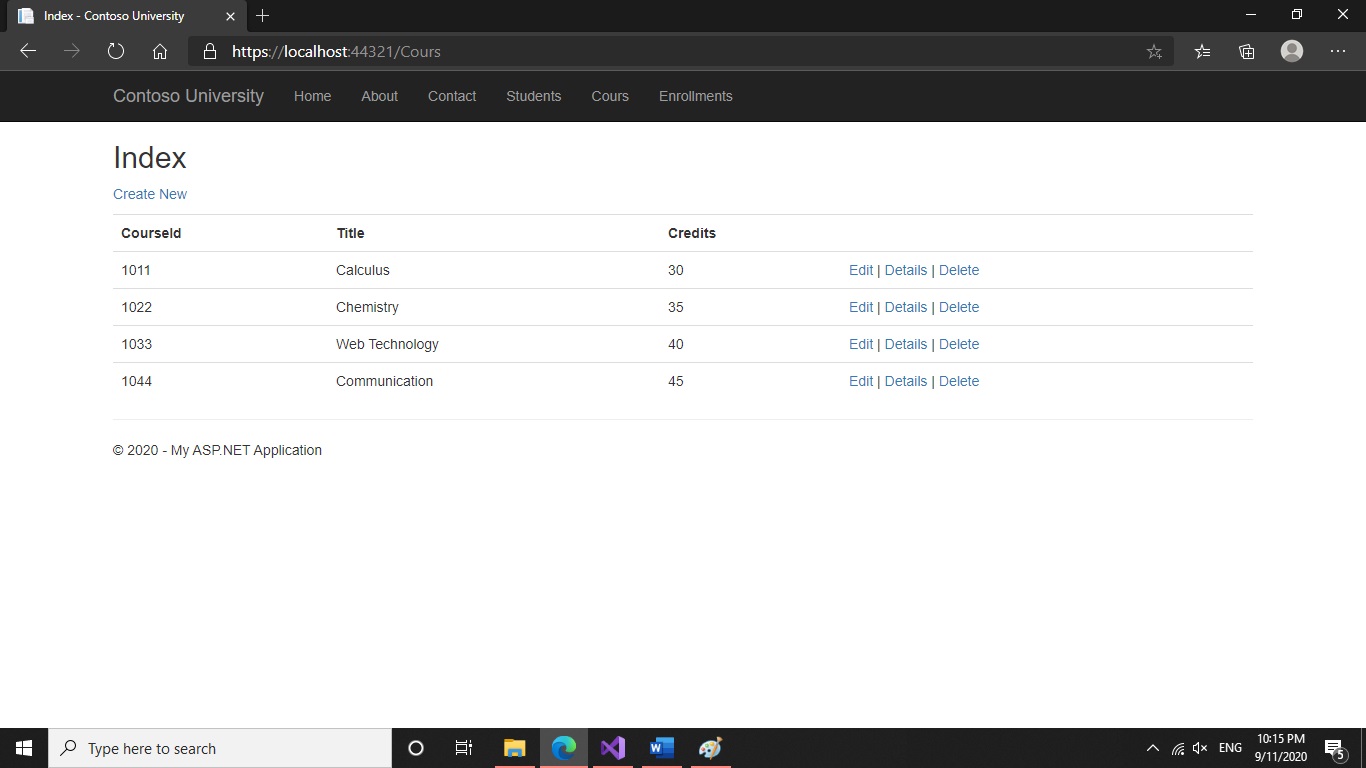 Index - Contoso University
https://localhost:44321/Cours
Contoso University Home About Contact Students Cours Enrollments
Index
Create New
CourseId Title Credits
1011 Calculus 30 Edit | Details | Delete
1022 Chemistry 35 Edit | Details | Delete
1033 Web Technology 40 Edit | Details | Delete
1044 Communication 45 Edit | Details | Delete
© 2020 - My ASP.NET Application
Type here to search
ENG
10:15 PM
9/11/2020
5